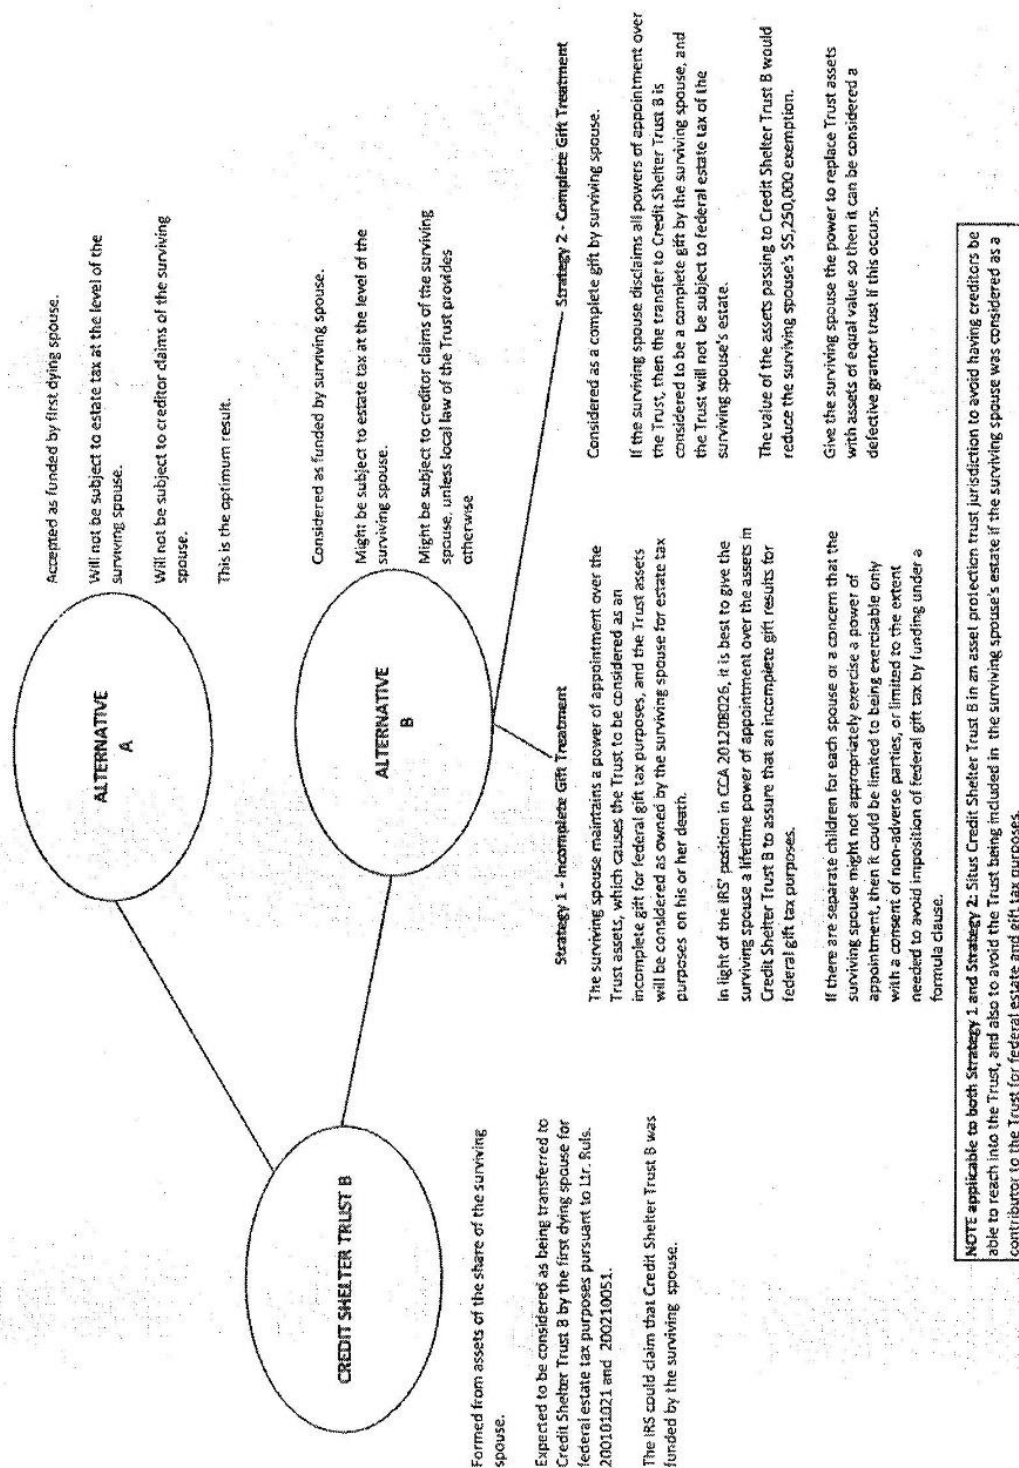 ALTERNATIVE
A
Accepted as funded by first dying spouse.
Will not be subject to estate tax at the level of the
surviving spouse.
Will not be subject to creditor claims of the surviving
spouse.
This is the optimum result.
CREDIT SHELTER TRUST B
Formed from assets of the share of the surviving
spouse.
Expected to be considered as being transferred to
Credit Shelter Trust B by the first dying spouse for
federal estate tax purposes pursuant to Ltr. Ruls.
200101021 and 200210051.
The IRS could claim that Credit Shelter Trust B was
funded by the surviving spouse.
ALTERNATIVE
B
Considered as funded by surviving spouse.
Might be subject to estate tax at the level of the
surviving spouse.
Might be subject to creditor claims of the surviving
spouse, unless local law of the Trust provides
otherwise
Strategy 1 - Incomplete Gift Treatment
The surviving spouse maintains a power of appointment over the
Trust assets, which causes the Trust to be considered as an
incomplete gift for federal gift tax purposes, and the Trust assets
will be considered as owned by the surviving spouse for estate tax
purposes on his or her death.
In light of the IRS' position in CCA 201208026, it is best to give the
surviving spouse a lifetime power of appointment over the assets in
Credit Shelter Trust B to assure that an incomplete gift results for
federal gift tax purposes.
If there are separate children for each spouse or a concern that the
surviving spouse might not appropriately exercise a power of
appointment, then it could be limited to being exercisable only
with a consent of non-adverse parties, or limited to the extent
needed to avoid imposition of federal gift tax by funding under a
formula clause.
Strategy 2 - Complete Gift Treatment
Considered as a complete gift by surviving spouse.
If the surviving spouse disclaims all powers of appointment over
the Trust, then the transfer to Credit Shelter Trust B is
considered to be a complete gift by the surviving spouse, and
the Trust will not be subject to federal estate tax of the
surviving spouse's estate.
The value of the assets passing to Credit Shelter Trust B would
reduce the surviving spouse's $5,250,000 exemption.
Give the surviving spouse the power to replace Trust assets
with assets of equal value so then it can be considered a
defective grantor trust if this occurs.
NOTE applicable to both Strategy 1 and Strategy 2: Situs Credit Shelter Trust B in an asset protection trust jurisdiction to avoid having creditors be
able to reach into the Trust, and also to avoid the Trust being included in the surviving spouse's estate if the surviving spouse was considered as a
contributor to the Trust for federal estate and gift tax purposes.